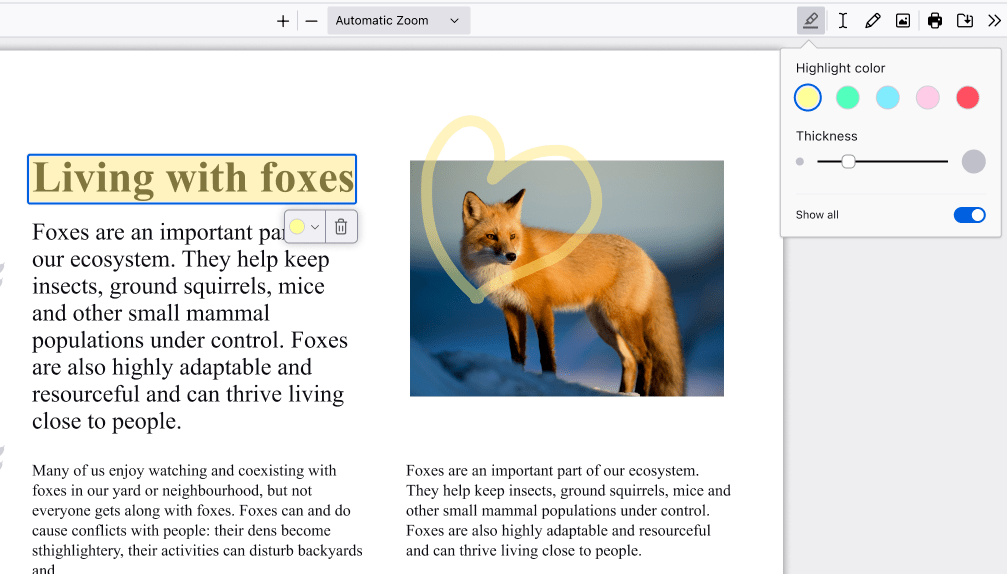 Automatic Zoom
Highlight color
Thickness
Show all
Living with foxes
Foxes are an important
our ecosystem. They help keep
insects, ground squirrels, mice
and other small mammal
populations under control. Foxes
are also highly adaptable and
resourceful and can thrive living
close to people.
Many of us enjoy watching and coexisting with
foxes in our yard or neighbourhood, but not
everyone gets along with foxes. Foxes can and do
cause conflicts with people: their dens become
sthighlightery, their activities can disturb backyards
and
Foxes are an important part of our ecosystem.
They help keep insects, ground squirrels, mice and
other small mammal populations under control.
Foxes are also highly adaptable and resourceful
and can thrive living close to people.